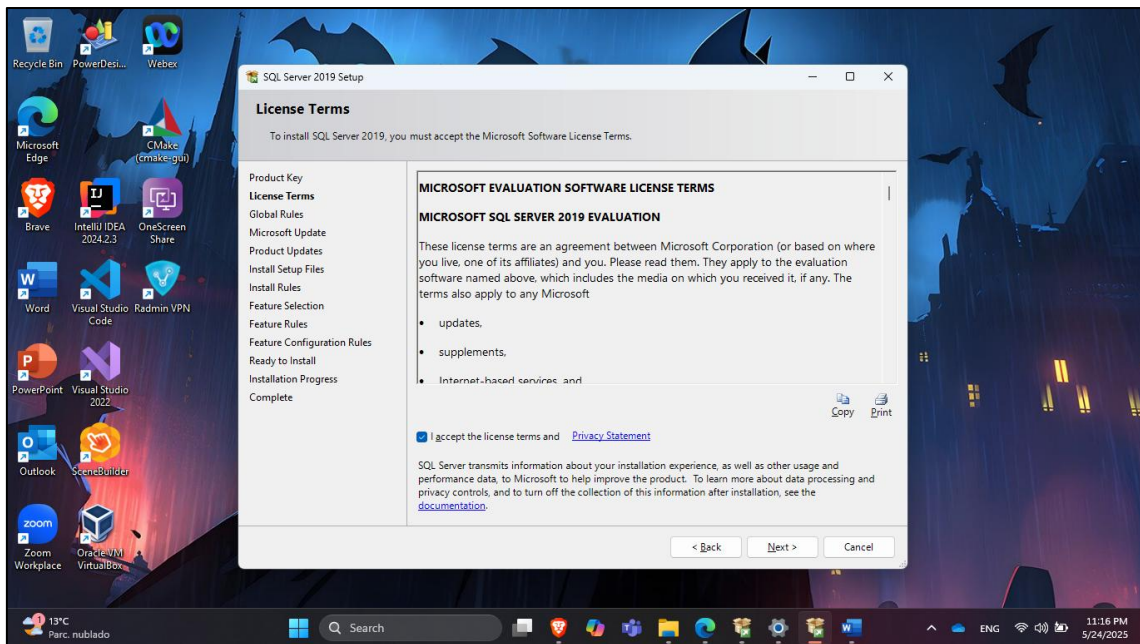 Recycle Bin
PowerDesi...
Webex
Microsoft
Edge
CMake
(cmake-gui)
Brave
IntelliJ IDEA
2024.2.3
OneScreen
Share
Word
Visual Studio
Code
Radmin VPN
PowerPoint
Visual Studio
2022
Outlook
SceneBuilder
zoom
Zoom
Workplace
Oracle VM
VirtualBox
SQL Server 2019 Setup
License Terms
To install SQL Server 2019, you must accept the Microsoft Software License Terms.
Product Key
License Terms
Global Rules
Microsoft Update
Product Updates
Install Setup Files
Install Rules
Feature Selection
Feature Rules
Feature Configuration Rules
Ready to Install
Installation Progress
Complete
MICROSOFT EVALUATION SOFTWARE LICENSE TERMS
MICROSOFT SQL SERVER 2019 EVALUATION
These license terms are an agreement between Microsoft Corporation (or based on where
you live, one of its affiliates) and you. Please read them. They apply to the evaluation
software named above, which includes the media on which you received it, if any. The
terms also apply to any Microsoft
• updates,
• supplements,
• Internet-based services, and
Copy Print
I accept the license terms and Privacy Statement
SQL Server transmits information about your installation experience, as well as other usage and
performance data, to Microsoft to help improve the product. To learn more about data processing and
privacy controls, and to turn off the collection of this information after installation, see the
documentation.
< Back Next > Cancel
1
13°C
Parc. nublado
Search
ENG
11:16 PM
5/24/2025